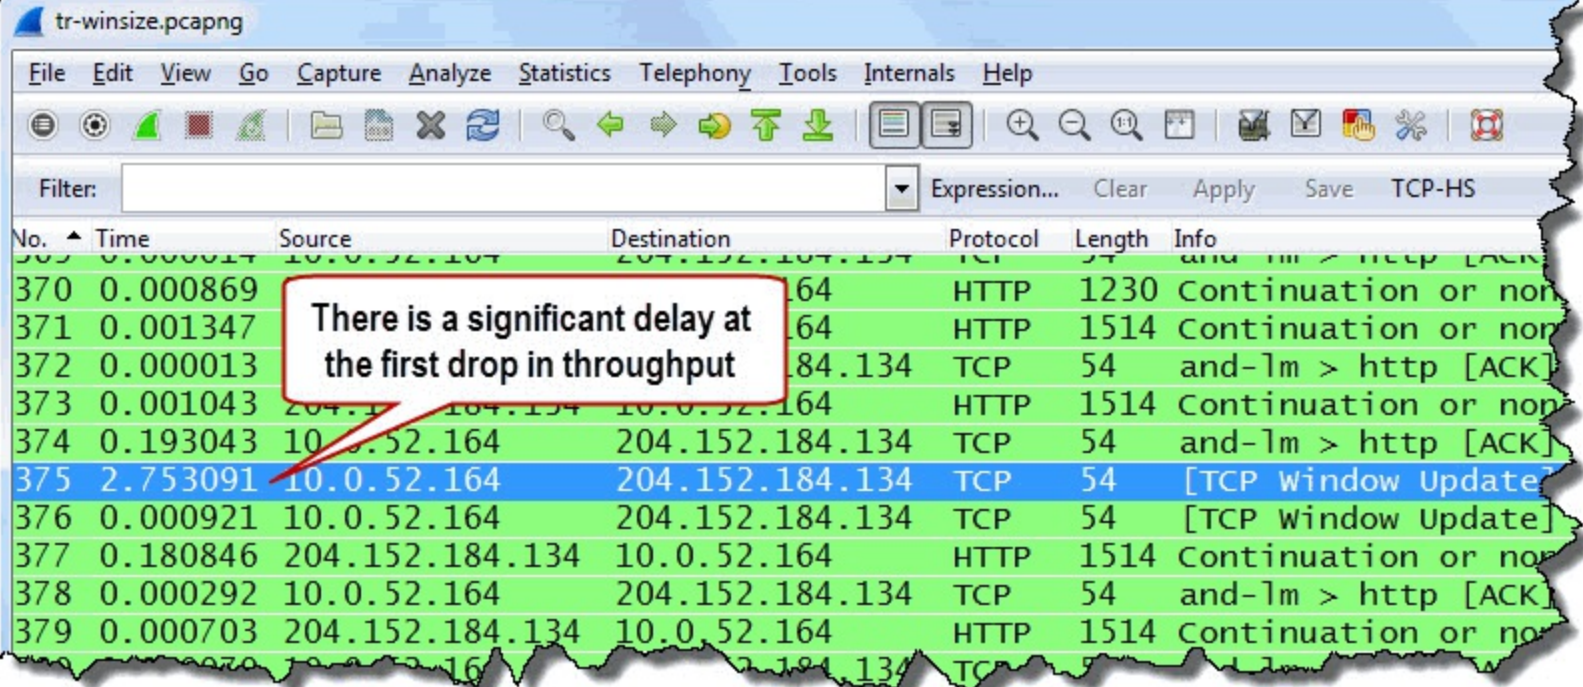 tr-winsize.pcapng
File Edit View Go Capture Analyze Statistics Telephony Tools Internals Help
Filter: Expression... Clear Apply Save TCP-HS
No. Time Source Destination Protocol Length Info
370 0.000869 .64 HTTP 1230 Continuation or non
371 0.001347 .64 HTTP 1514 Continuation or non
372 0.000013 .84.134 TCP 54 and-lm > http [ACK]
There is a significant delay at
the first drop in throughput
373 0.001043 204.152.184.134 10.0.52.164 HTTP 1514 Continuation or non
374 0.193043 10.0.52.164 204.152.184.134 TCP 54 and-lm > http [ACK]
375 2.753091 10.0.52.164 204.152.184.134 TCP 54 [TCP Window Update]
376 0.000921 10.0.52.164 204.152.184.134 TCP 54 [TCP Window Update]
377 0.180846 204.152.184.134 10.0.52.164 HTTP 1514 Continuation or non
378 0.000292 10.0.52.164 204.152.184.134 TCP 54 and-lm > http [ACK]
379 0.000703 204.152.184.134 10.0.52.164 HTTP 1514 Continuation or no